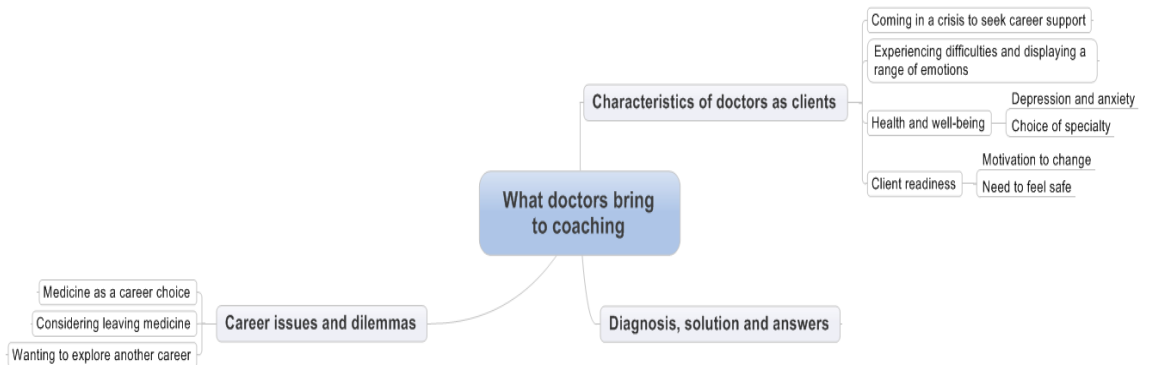 Coming in a crisis to seek career support
Experiencing difficulties and displaying a
range of emotions
Characteristics of doctors as clients
Depression and anxiety
Health and well-being
Choice of specialty
Motivation to change
Client readiness
Need to feel safe
What doctors bring
to coaching
Medicine as a career choice
Considering leaving medicine
Career issues and dilemmas
Wanting to explore another career
Diagnosis, solution and answers